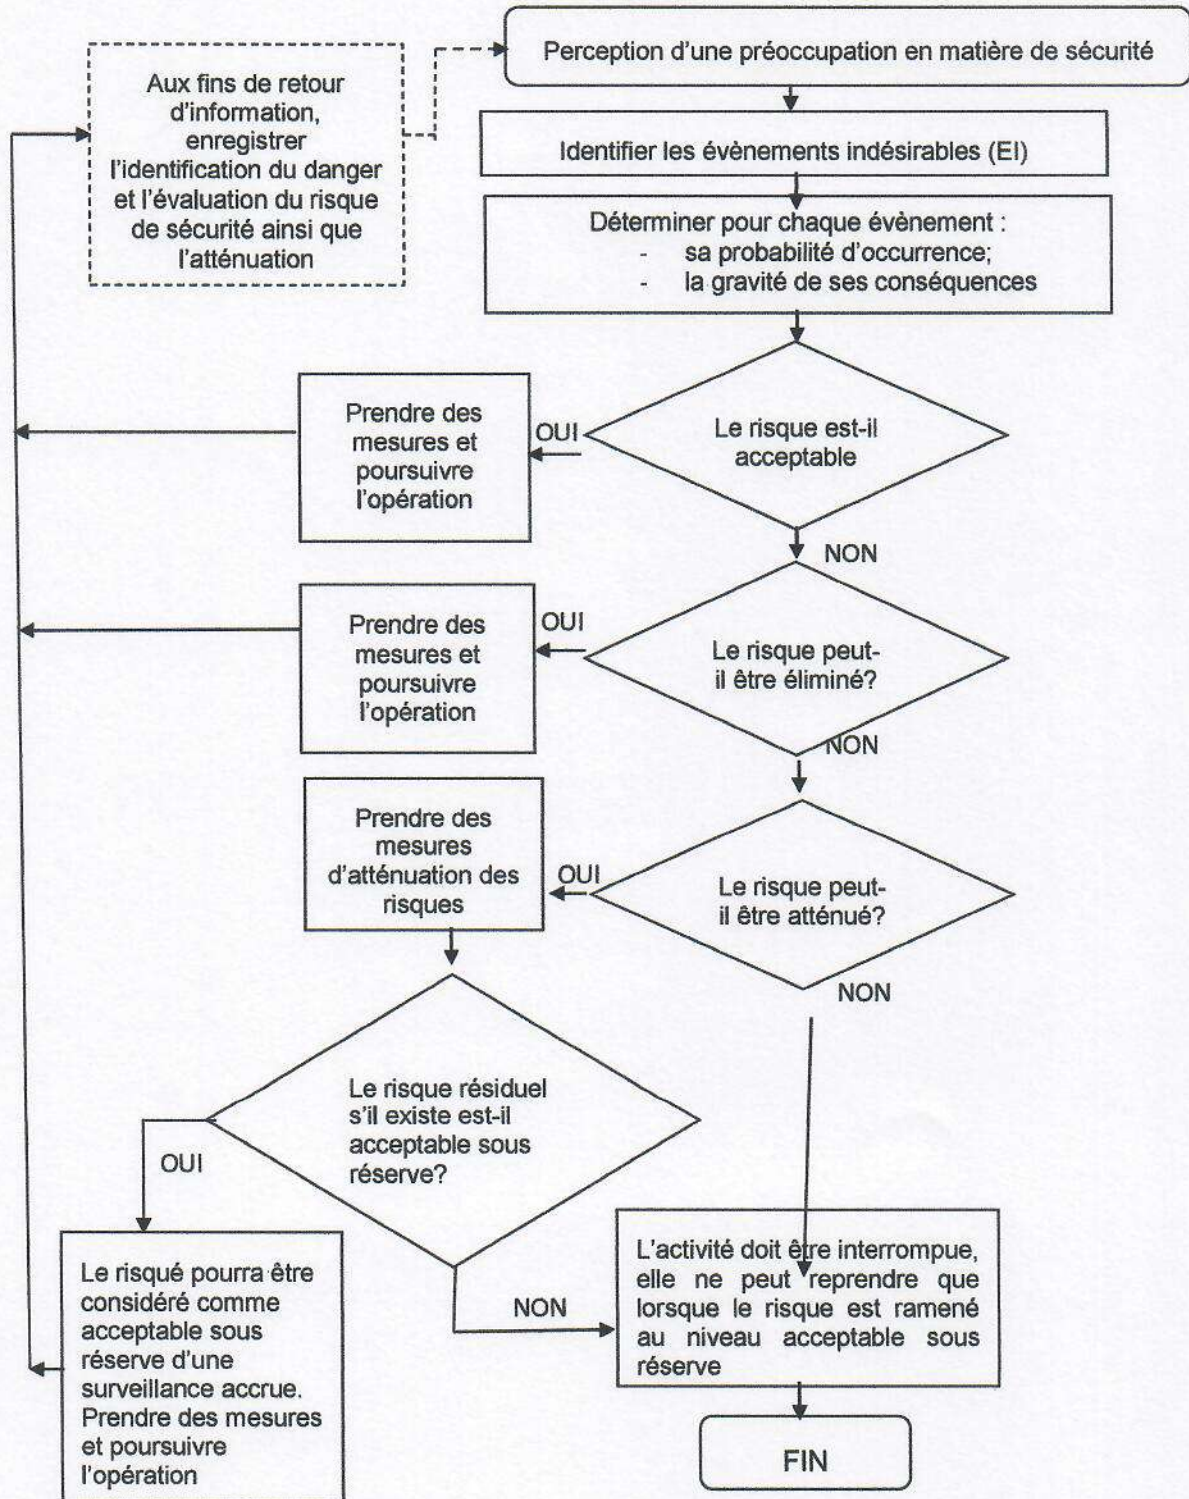 Perception d'une préoccupation en matière de sécurité
Aux fins de retour
d'information,
enregistrer
l'identification du danger
et l'évaluation du risque
de sécurité ainsi que
l'atténuation
Identifier les évènements indésirables (EI)
Déterminer pour chaque évènement :
- sa probabilité d'occurrence;
- la gravité de ses conséquences
Le risque est-il
acceptable
OUI
Prendre des
mesures et
poursuivre
l'opération
NON
Le risque peut-
il être éliminé?
OUI
Prendre des
mesures et
poursuivre
l'opération
NON
Le risque peut-
il être atténué?
OUI
Prendre des
mesures
d'atténuation des
risques
NON
Le risque résiduel
s'il existe est-il
acceptable sous
réserve?
OUI
Le risqué pourra être
considéré comme
acceptable sous
réserve d'une
surveillance accrue.
Prendre des mesures
et poursuivre
l'opération
NON
L'activité doit être interrompue,
elle ne peut reprendre que
lorsque le risque est ramené
au niveau acceptable sous
réserve
FIN